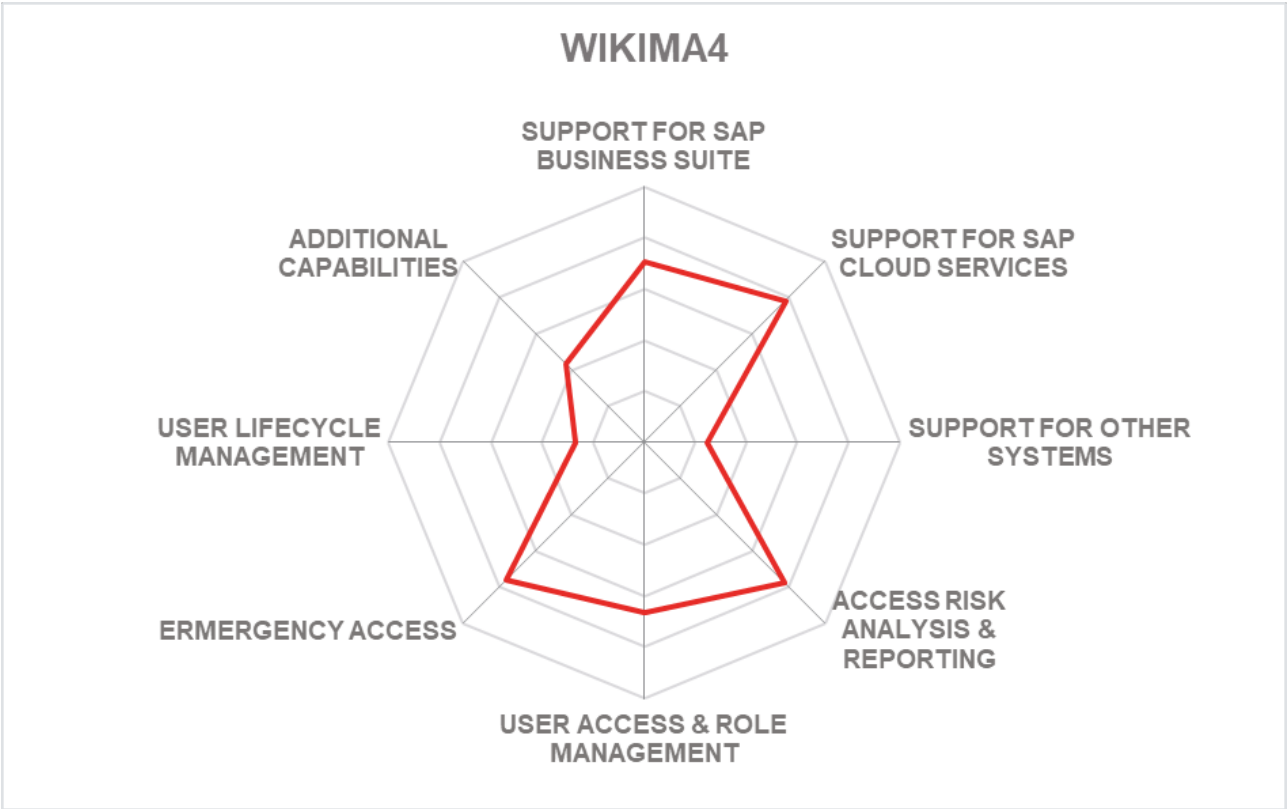 WIKIMA4
SUPPORT FOR SAP
BUSINESS SUITE
SUPPORT FOR SAP
CLOUD SERVICES
SUPPORT FOR OTHER
SYSTEMS
ACCESS RISK
ANALYSIS &
REPORTING
USER ACCESS & ROLE
MANAGEMENT
ERMERGENCY ACCESS
USER LIFECYCLE
MANAGEMENT
ADDITIONAL
CAPABILITIES